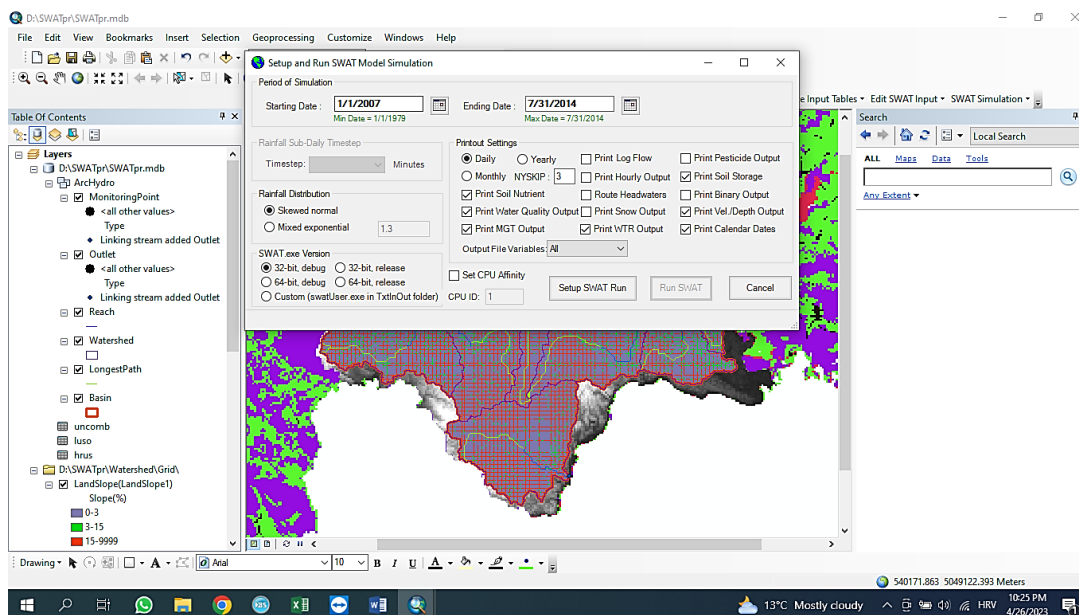 D:\SWATpr\SWATpr.mdb
File Edit View Bookmarks Insert Selection Geoprocessing Customize Windows Help
Setup and Run SWAT Model Simulation
Period of Simulation
Starting Date : 1/1/2007 Ending Date : 7/31/2014
Min Date = 1/1/1979 Max Date = 7/31/2014
Rainfall Sub-Daily Timestep
Timestep: Minutes
Rainfall Distribution
Skewed normal
Mixed exponential 1.3
SWAT.exe Version
32-bit, debug 32-bit, release
64-bit, debug 64-bit, release
Custom (swatUser.exe in TxtInOut folder)
Printout Settings
Daily Yearly Print Log Flow Print Pesticide Output
Monthly NYSKIP : 3 Print Hourly Output Print Soil Storage
Print Soil Nutrient Route Headwaters Print Binary Output
Print Water Quality Output Print Snow Output Print Vel./Depth Output
Print MGT Output Print WTR Output Print Calendar Dates
Output File Variables: All
Set CPU Affinity
CPU ID: 1
Setup SWAT Run Run SWAT Cancel
e Input Tables Edit SWAT Input SWAT Simulation
Table Of Contents
Layers
D:\SWATpr\SWATpr.mdb
ArcHydro
MonitoringPoint
<all other values>
Type
Linking stream added Outlet
Outlet
<all other values>
Type
Linking stream added Outlet
Reach
Watershed
LongestPath
Basin
uncomb
luso
hrus
D:\SWATpr\Watershed\Grid\
LandSlope(LandSlope1)
Slope(%)
0-3
3-15
15-9999
Search
Local Search
ALL Maps Data Tools
Any Extent
Drawing A Arial 10 B I U A
540171.863 5049122.393 Meters
13°C Mostly cloudy HRV 10:25 PM
4/26/2023